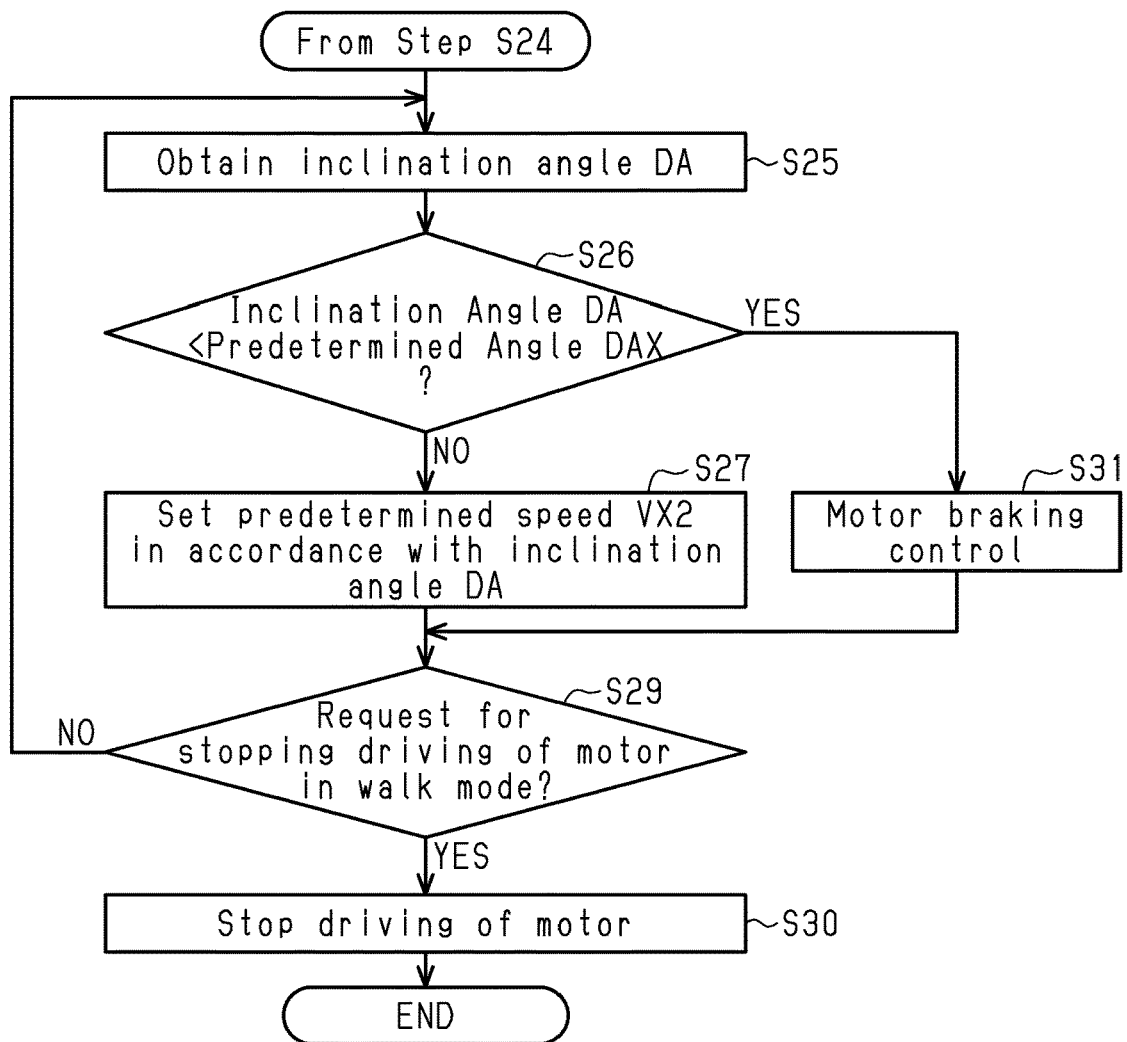 From Step S24
Obtain inclination angle DA
S25
S26
Inclination Angle DA
<Predetermined Angle DAX
?
YES
NO
S27
Set predetermined speed VX2
in accordance with inclination
angle DA
S31
Motor braking
control
S29
Request for
stopping driving of motor
in walk mode?
NO
YES
Stop driving of motor
S30
END